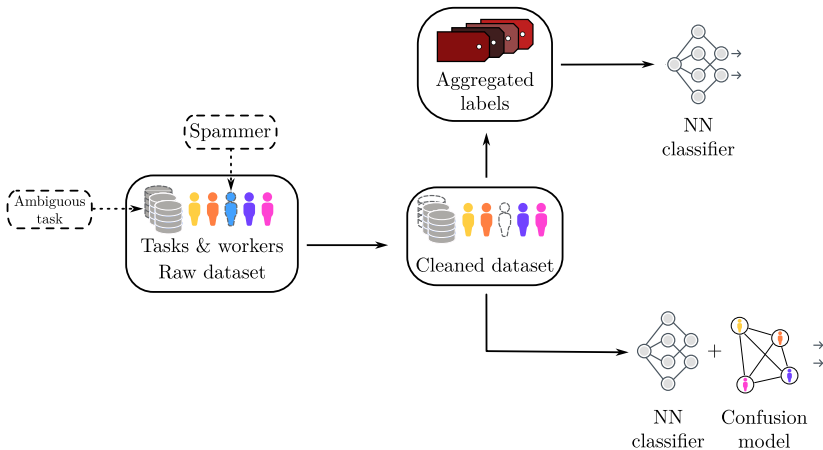 Aggregated
labels
NN
classifier
Spammer
Ambiguous
task
Tasks & workers
Raw dataset
Cleaned dataset
+
NN
classifier
Confusion
model